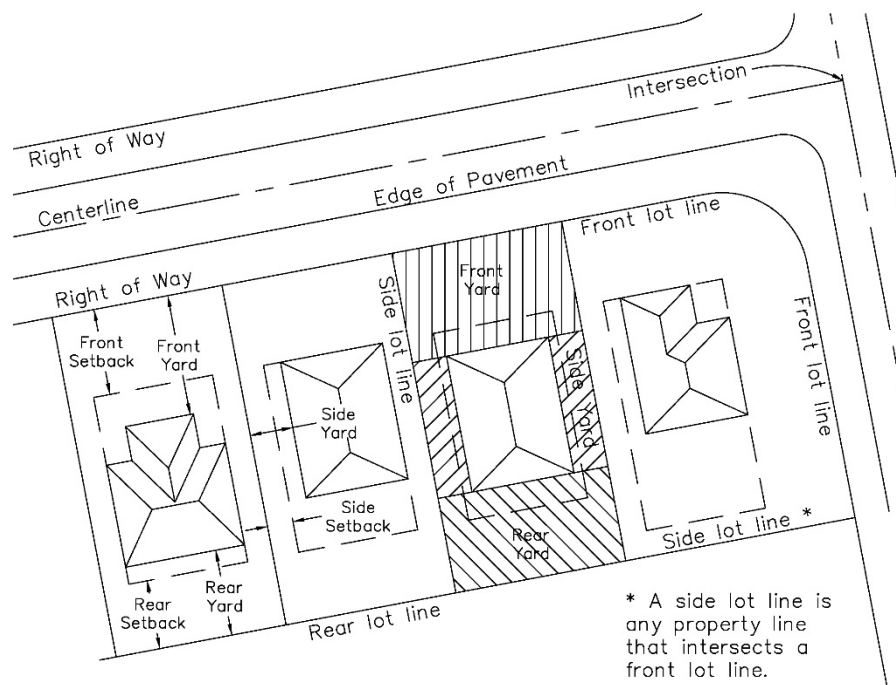 Intersection
Right of Way
Edge of Pavement
Centerline
Front lot line
Right of Way
Front
Yard
Side lot line
Front lot line
Front
Setback
Front
Yard
Side Yard
Side
Yard
Side
Setback
Rear
Yard
Side lot line *
Rear
Setback
Rear
Yard
Rear lot line
* A side lot line is
any property line
that intersects a
front lot line.